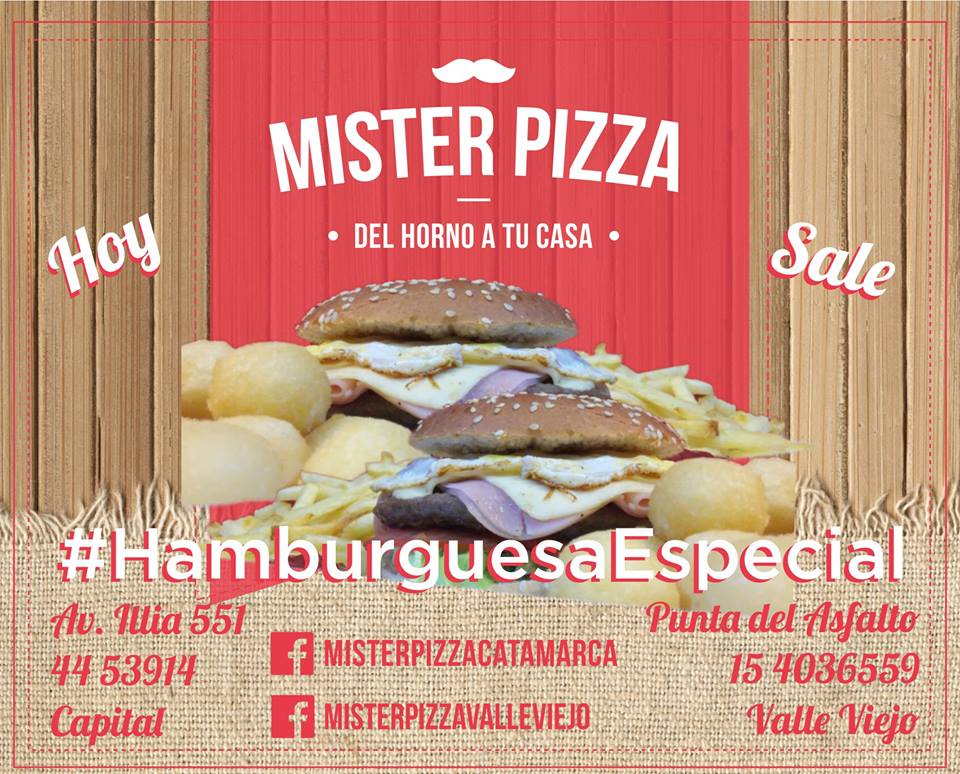 MISTER PIZZA
• DEL HORNO A TU CASA •
Hoy
Sale
#HamburguesaEspecial
Av. Illia 551
44 53914
Capital
MISTERPIZZACATAMARCA
MISTERPIZZAVALLEVIEJO
Punta del Asfalto
15 4036559
Valle Viejo